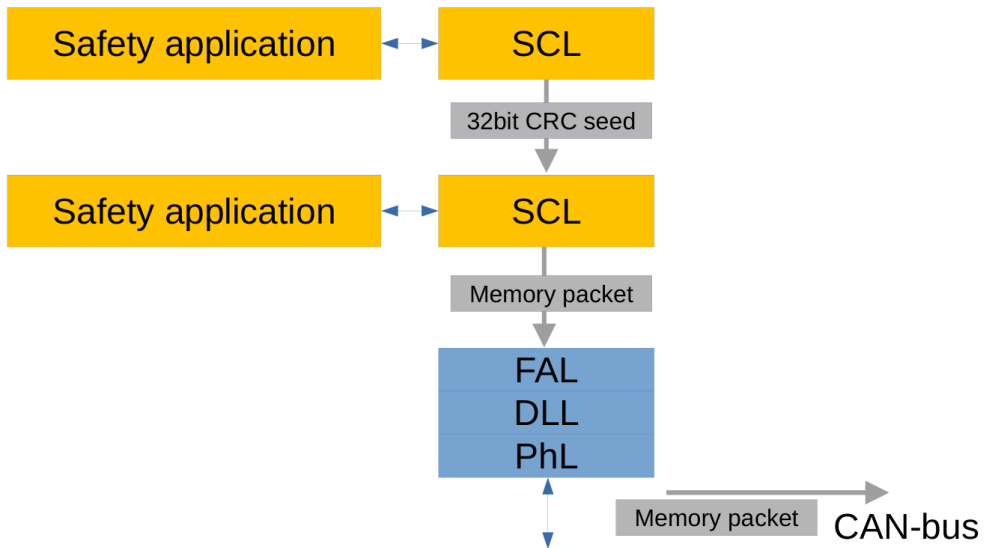 Safety application
SCL
32bit CRC seed
Safety application
SCL
Memory packet
FAL
DLL
PhL
Memory packet
CAN-bus